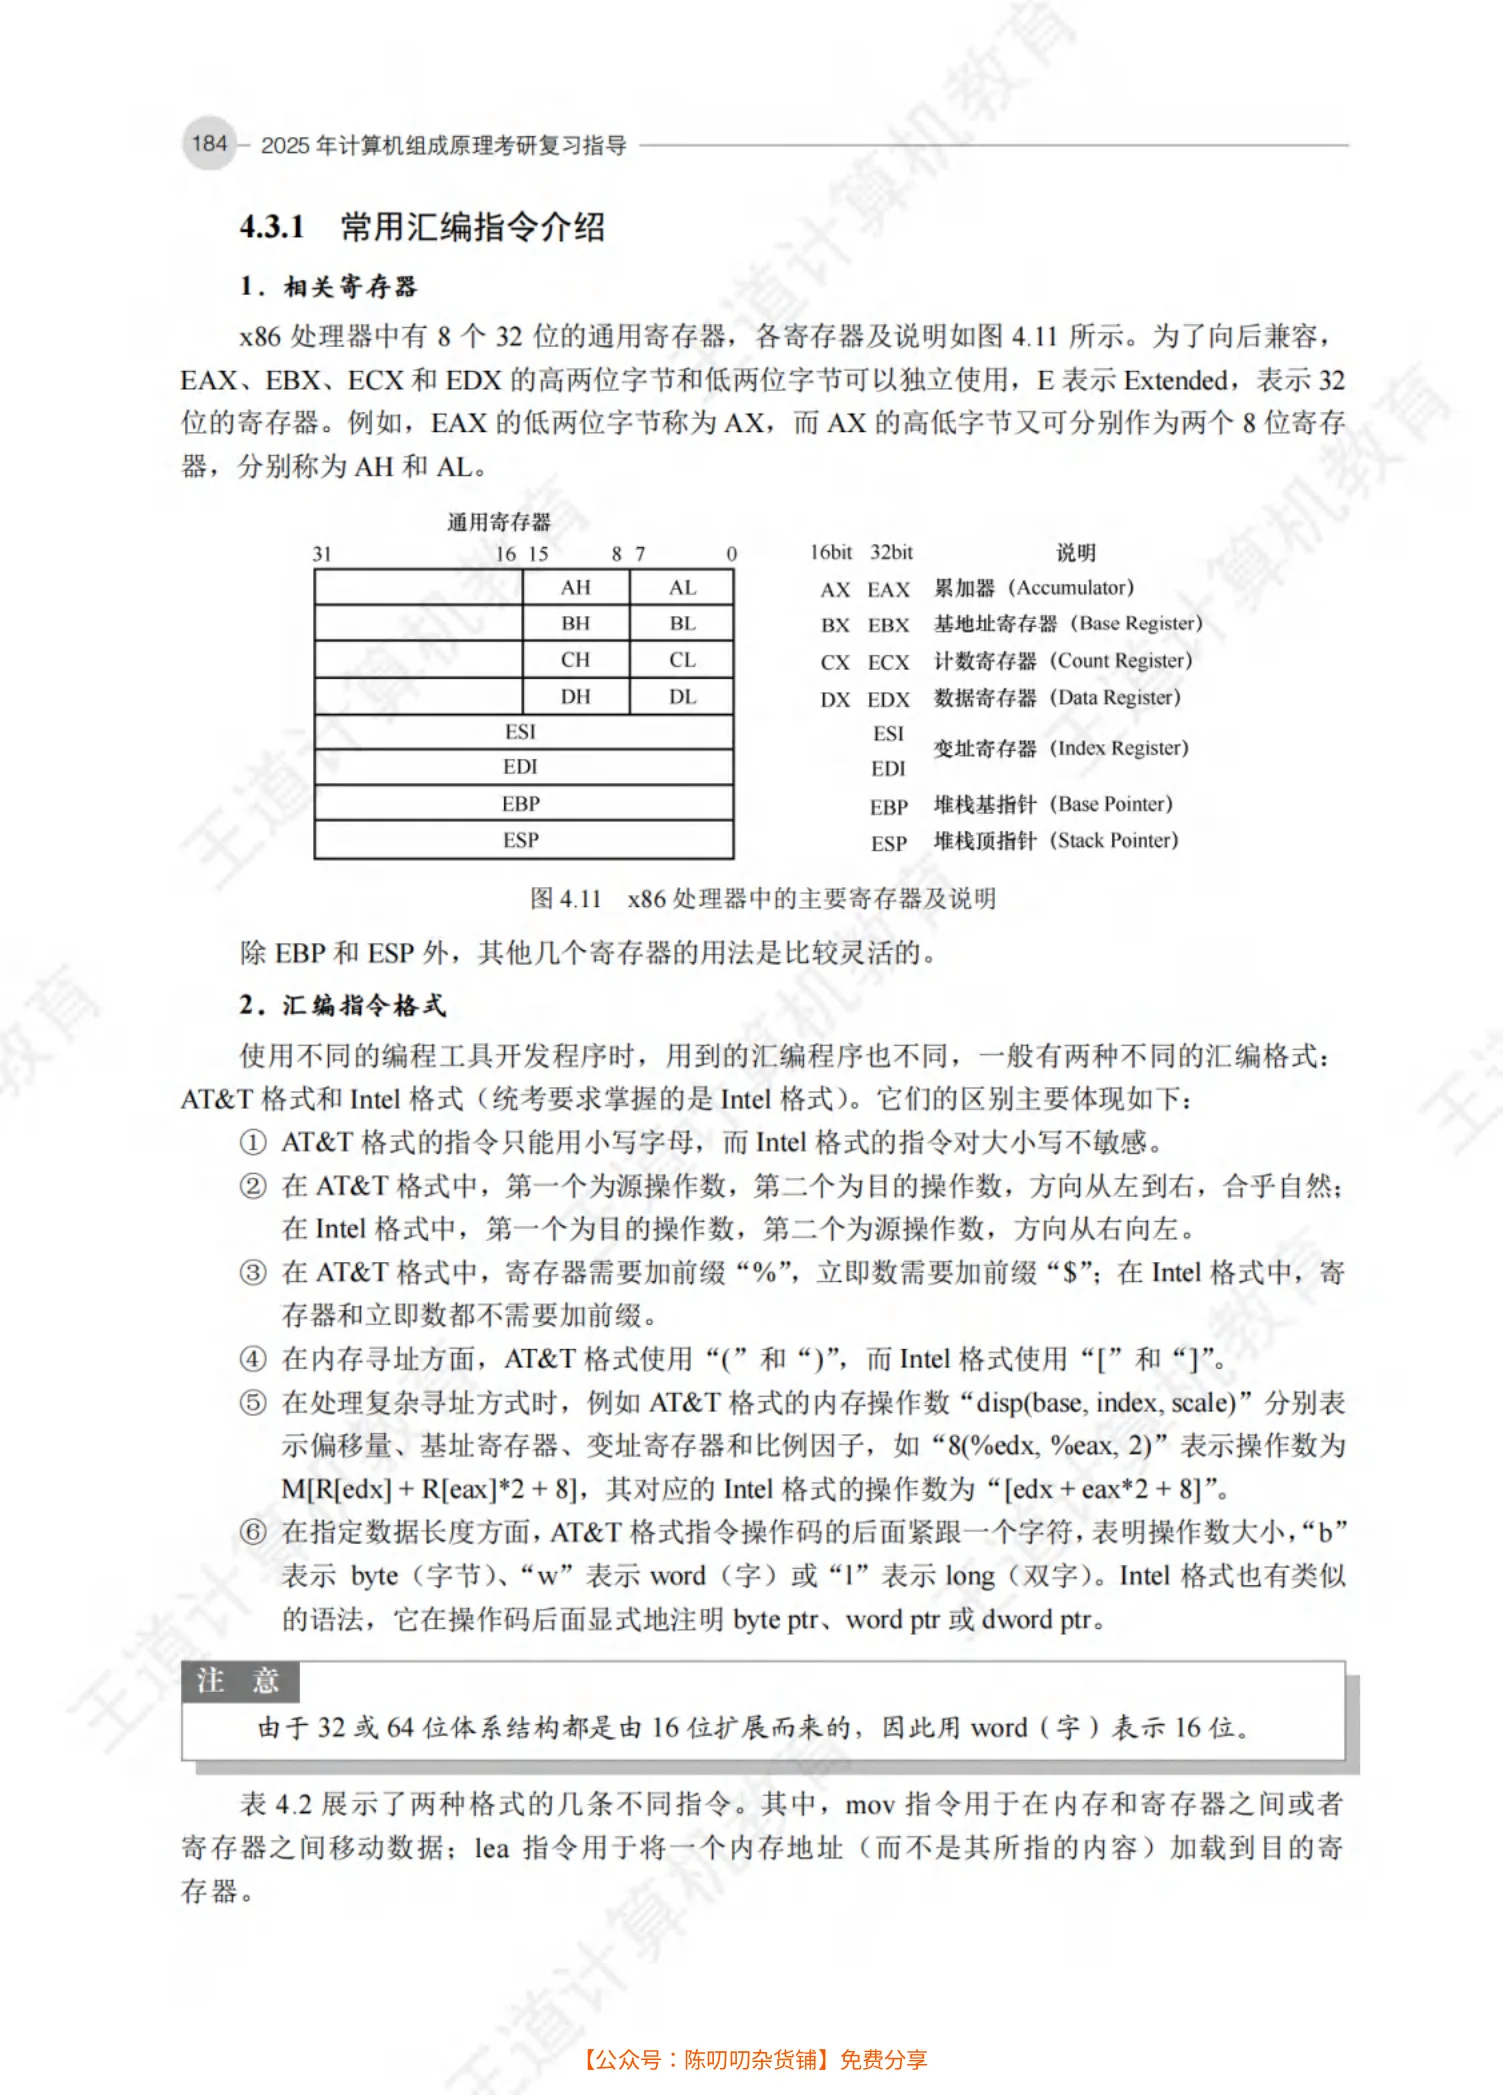 184 2025 年计算机组成原理考研复习指导
4.3.1 常用汇编指令介绍
1. 相关寄存器
x86 处理器中有 8 个 32 位的通用寄存器，各寄存器及说明如图 4.11 所示。为了向后兼容，
EAX、EBX、ECX 和 EDX 的高两位字节和低两位字节可以独立使用，E 表示 Extended，表示 32
位的寄存器。例如，EAX 的低两位字节称为 AX，而 AX 的高低字节又可分别作为两个 8 位寄存
器，分别称为 AH 和 AL。
通用寄存器
31 16 15 8 7 0
AH AL
BH BL
CH CL
DH DL
ESI
EDI
EBP
ESP
16bit 32bit 说明
AX EAX 累加器（Accumulator）
BX EBX 基地址寄存器（Base Register）
CX ECX 计数寄存器（Count Register）
DX EDX 数据寄存器（Data Register）
ESI
变址寄存器（Index Register）
EDI
EBP 堆栈基指针（Base Pointer）
ESP 堆栈顶指针（Stack Pointer）
图 4.11 x86 处理器中的主要寄存器及说明
除 EBP 和 ESP 外，其他几个寄存器的用法是比较灵活的。
2. 汇编指令格式
使用不同的编程工具开发程序时，用到的汇编程序也不同，一般有两种不同的汇编格式：
AT&T 格式和 Intel 格式（统考要求掌握的是 Intel 格式）。它们的区别主要体现如下：
① AT&T 格式的指令只能用小写字母，而 Intel 格式的指令对大小写不敏感。
② 在 AT&T 格式中，第一个为源操作数，第二个为目的操作数，方向从左到右，合乎自然；
在 Intel 格式中，第一个为目的操作数，第二个为源操作数，方向从右向左。
③ 在 AT&T 格式中，寄存器需要加前缀“%”，立即数需要加前缀“$”；在 Intel 格式中，寄
存器和立即数都不需要加前缀。
④ 在内存寻址方面，AT&T 格式使用“(”和“)”，而 Intel 格式使用“[”和“]”。
⑤ 在处理复杂寻址方式时，例如 AT&T 格式的内存操作数“disp(base, index, scale)”分别表
示偏移量、基址寄存器、变址寄存器和比例因子，如“8(%edx, %eax, 2)”表示操作数为
M[R[edx] + R[eax]*2 + 8]，其对应的 Intel 格式的操作数为“[edx + eax*2 + 8]”。
⑥ 在指定数据长度方面，AT&T 格式指令操作码的后面紧跟一个字符，表明操作数大小，“b”
表示 byte（字节）、“w”表示 word（字）或“l”表示 long（双字）。Intel 格式也有类似
的语法，它在操作码后面显式地注明 byte ptr、word ptr 或 dword ptr。
注 意
由于 32 或 64 位体系结构都是由 16 位扩展而来的，因此用 word（字）表示 16 位。
表 4.2 展示了两种格式的几条不同指令。其中，mov 指令用于在内存和寄存器之间或者
寄存器之间移动数据；lea 指令用于将一个内存地址（而不是其所指的内容）加载到目的寄
存器。
王道计算机教育
【公众号：陈叨叨杂货铺】免费分享